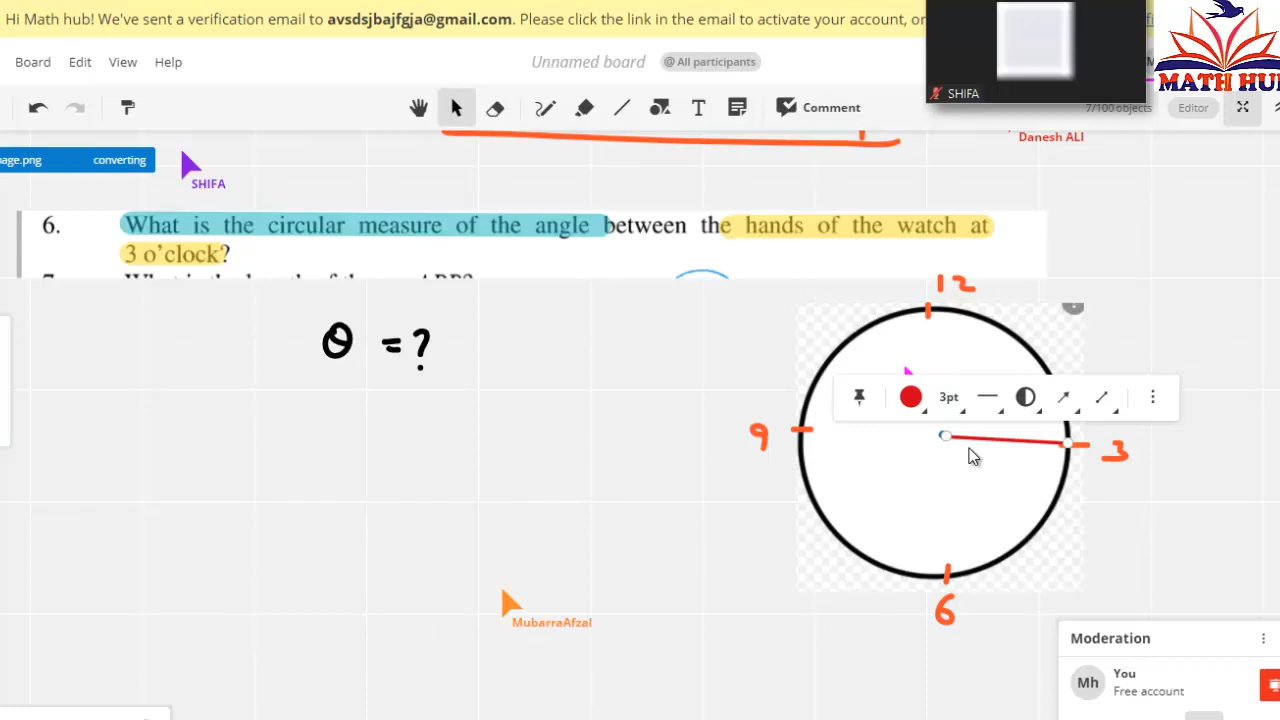 Hi Math hub! We've sent a verification email to avsdsjbajfgja@gmail.com. Please click the link in the email to activate your account, or
Board Edit View Help
Unnamed board
@ All participants
SHIFA
MATH HUB
Comment
7/100 objects
Editor
Danesh ALI
converting
SHIFA
6. What is the circular measure of the angle between the hands of the watch at
3 o'clock?
12
θ = ?
3pt
9
3
6
MubarraAfzal
Moderation
Mh
You
Free account